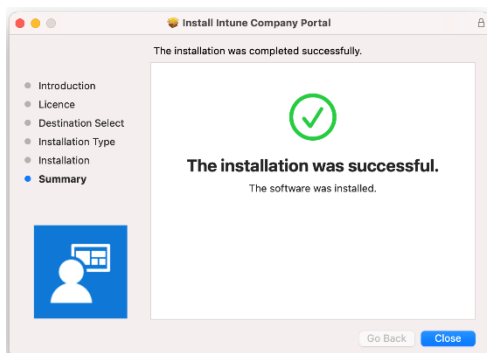 Install Intune Company Portal
The installation was completed successfully.
Introduction
Licence
Destination Select
Installation Type
Installation
Summary
The installation was successful.
The software was installed.
Go Back
Close